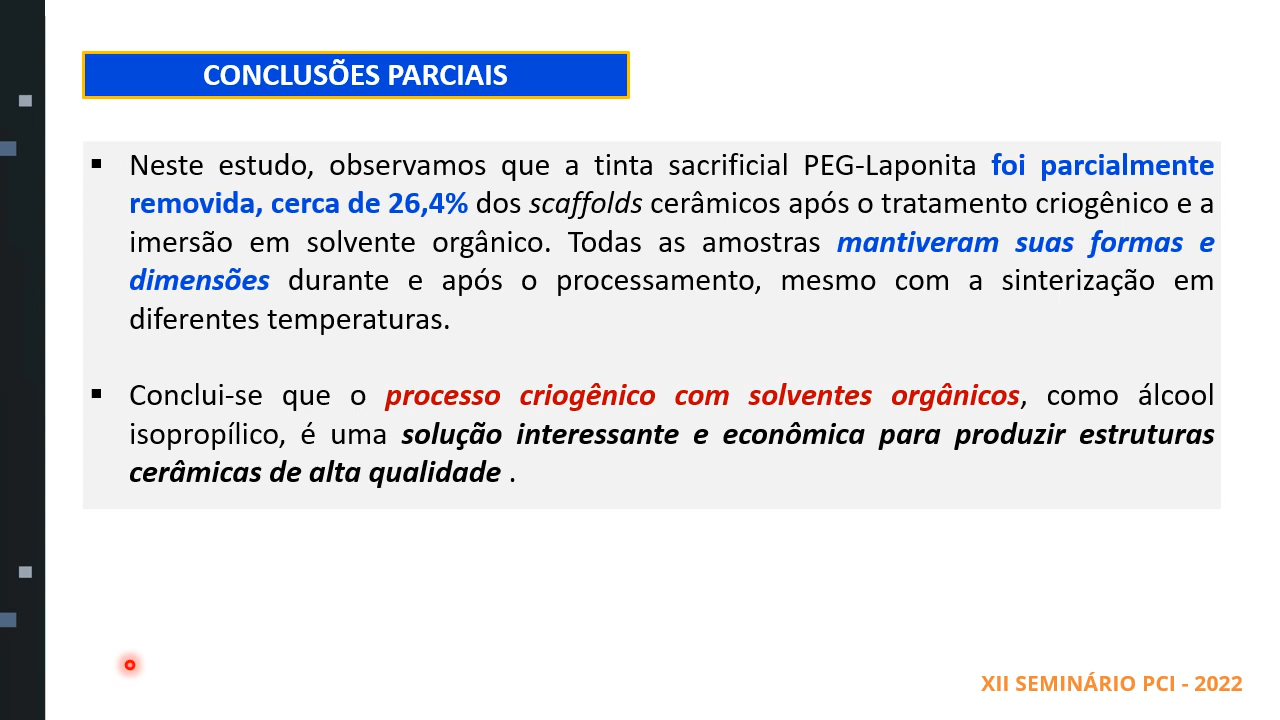 CONCLUSÕES PARCIAIS
▪ Neste estudo, observamos que a tinta sacrificial PEG-Laponita foi parcialmente
removida, cerca de 26,4% dos scaffolds cerâmicos após o tratamento criogênico e a
imersão em solvente orgânico. Todas as amostras mantiveram suas formas e
dimensões durante e após o processamento, mesmo com a sinterização em
diferentes temperaturas.
▪ Conclui-se que o processo criogênico com solventes orgânicos, como álcool
isopropílico, é uma solução interessante e econômica para produzir estruturas
cerâmicas de alta qualidade .
XII SEMINÁRIO PCI - 2022